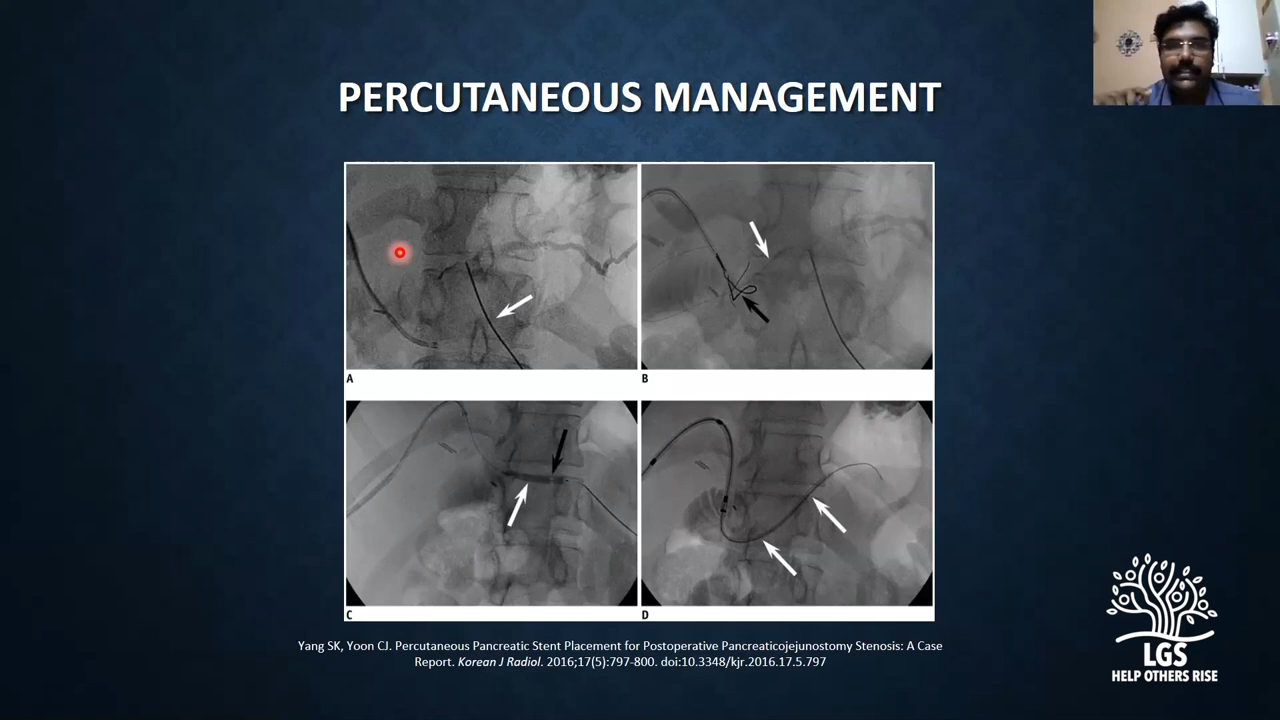 PERCUTANEOUS MANAGEMENT
A
B
C
D
Yang SK, Yoon CJ. Percutaneous Pancreatic Stent Placement for Postoperative Pancreaticojejunostomy Stenosis: A Case
Report. Korean J Radiol. 2016;17(5):797-800. doi:10.3348/kjr.2016.17.5.797
LGS
HELP OTHERS RISE